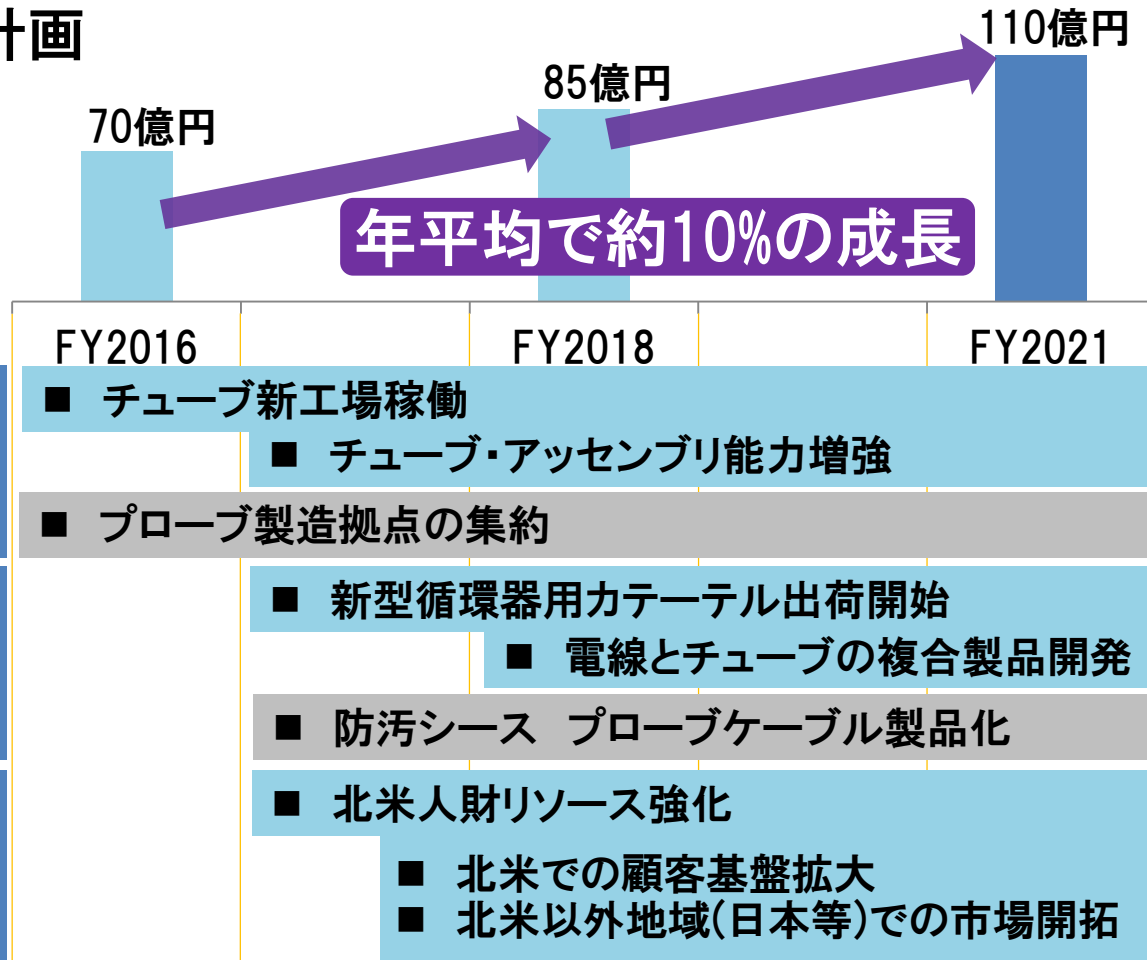 計画
110億円
85億円
70億円
年平均で約10%の成長
FY2016
FY2018
FY2021
■ チューブ新工場稼働
■ チューブ・アッセンブリ能力増強
■ プローブ製造拠点の集約
■ 新型循環器用カテーテル出荷開始
■ 電線とチューブの複合製品開発
■ 防汚シース プローブケーブル製品化
■ 北米人財リソース強化
■ 北米での顧客基盤拡大
■ 北米以外地域(日本等)での市場開拓